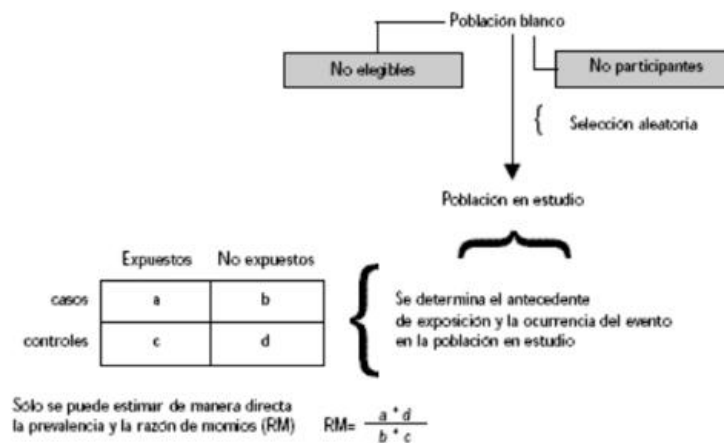 Población blanco
No elegibles
No participantes
{ Selección aleatoria
Población en estudio
Expuestos No expuestos
casos a b
controles c d
Se determina el antecedente
de exposición y la ocurrencia del evento
en la población en estudio
Sólo se puede estimar de manera directa
la prevalencia y la razón de momios (RM)
RM= a * d
b * c